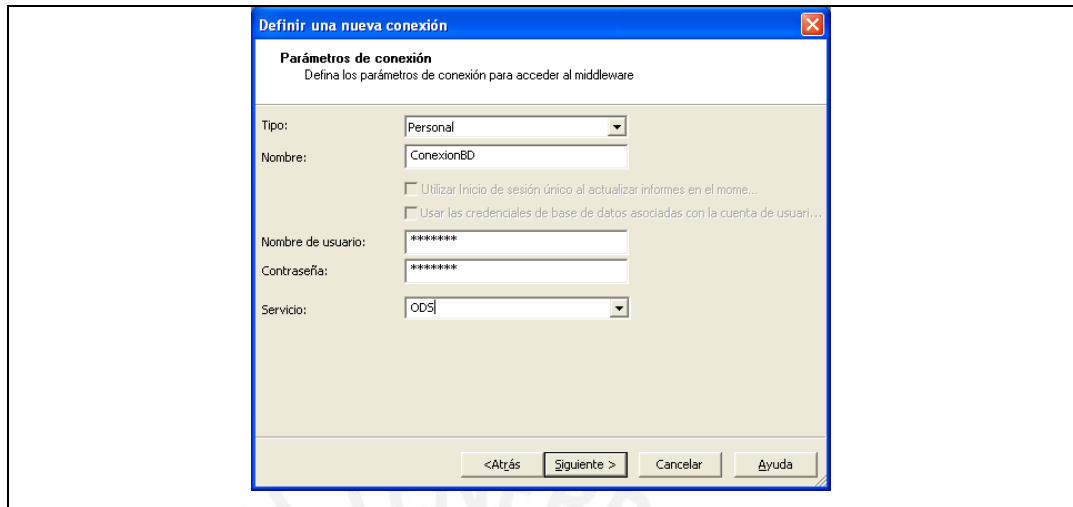 Definir una nueva conexión
Parámetros de conexión
Defina los parámetros de conexión para acceder al middleware
Tipo: Personal
Nombre: ConexionBD
Utilizar Inicio de sesión único al actualizar informes en el mome...
Usar las credenciales de base de datos asociadas con la cuenta de usuari...
Nombre de usuario: *******
Contraseña: *******
Servicio: ODS
<Atrás Siguiente > Cancelar Ayuda